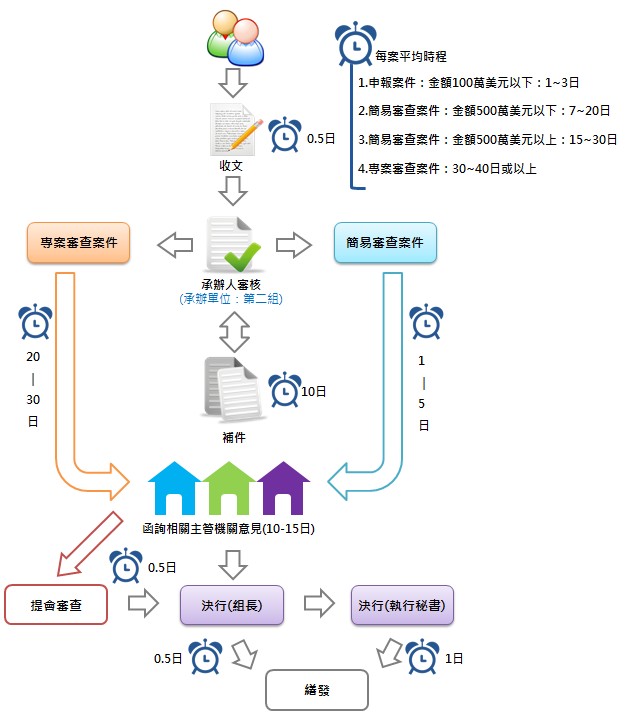 每案平均時程
1.申報案件：金額100萬美元以下：1~3日
2.簡易審查案件：金額500萬美元以下：7~20日
3.簡易審查案件：金額500萬美元以上：15~30日
4.專案審查案件：30~40日或以上
0.5日
收文
專案審查案件
簡易審查案件
承辦人審核
(承辦單位：第二組)
20
|
30
日
1
|
5
日
10日
補件
函詢相關主管機關意見(10-15日)
0.5日
提會審查
決行(組長)
決行(執行秘書)
0.5日
1日
繕發